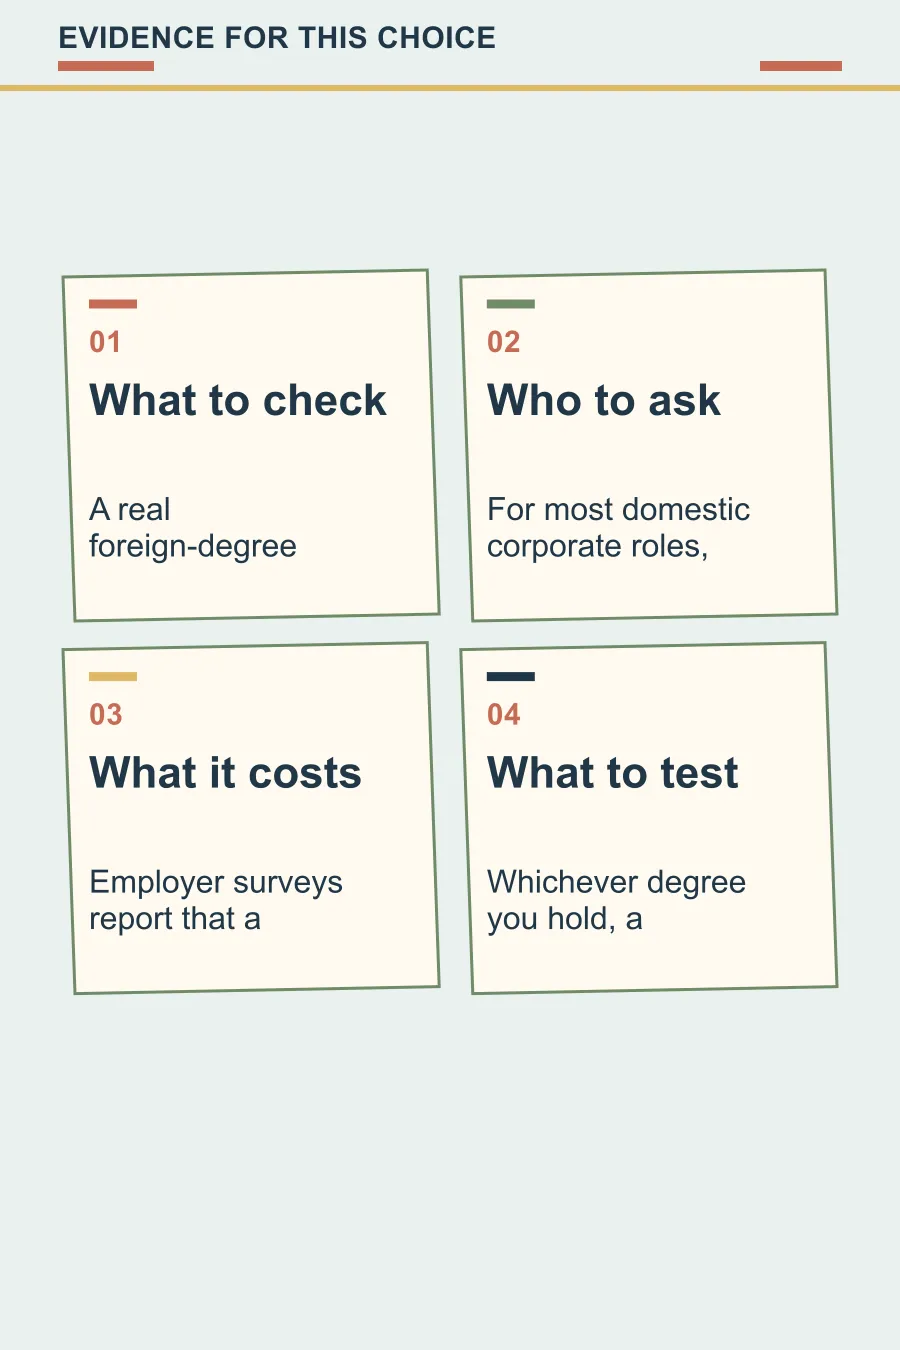 EVIDENCE FOR THIS CHOICE
01
What to check
A real
foreign-degree
02
Who to ask
For most domestic
corporate roles,
03
What it costs
Employer surveys
report that a
04
What to test
Whichever degree
you hold, a